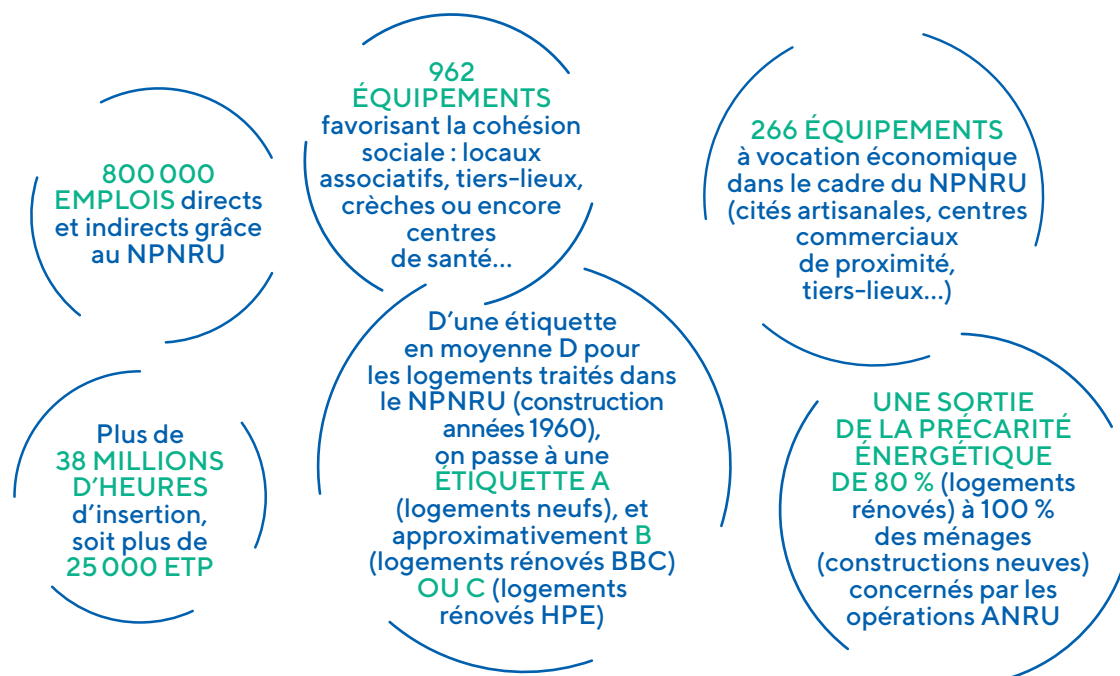 800 000
EMPLOIS directs
et indirects grâce
au NPNRU
962
ÉQUIPEMENTS
favorisant la cohésion
sociale : locaux
associatifs, tiers-lieux,
crèches ou encore
centres
de santé...
266 ÉQUIPEMENTS
à vocation économique
dans le cadre du NPNRU
(cités artisanales, centres
commerciaux
de proximité,
tiers-lieux...)
Plus de
38 MILLIONS
D'HEURES
d'insertion,
soit plus de
25 000 ETP
D'une étiquette
en moyenne D pour
les logements traités dans
le NPNRU (construction
années 1960),
on passe à une
ÉTIQUETTE A
(logements neufs), et
approximativement B
(logements rénovés BBC)
OU C (logements
rénovés HPE)
UNE SORTIE
DE LA PRÉCARITÉ
ÉNERGÉTIQUE
DE 80 % (logements
rénovés) à 100 %
des ménages
(constructions neuves)
concernés par les
opérations ANRU